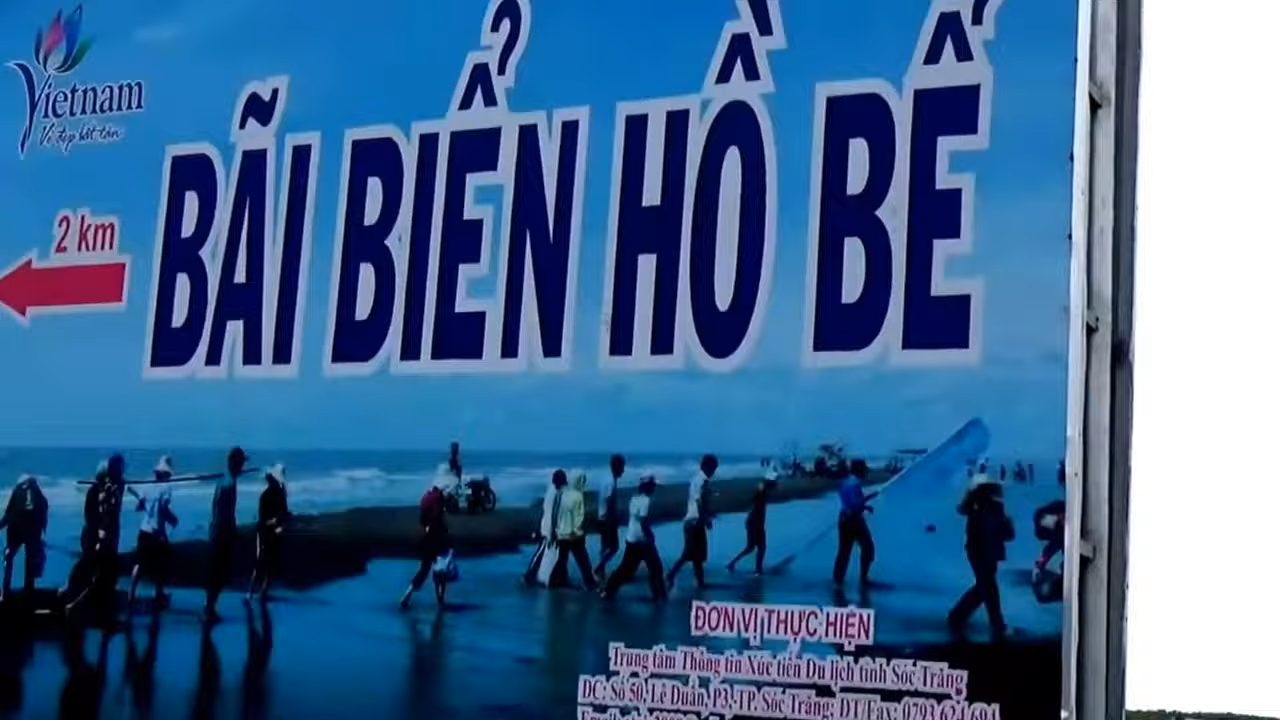 Vietnam
Vẻ đẹp bất tận
BÃI BIỂN HỒ BỂ
2 km
ĐƠN VỊ THỰC HIỆN
Trung tâm Thông tin Xúc tiến Du lịch tỉnh Sóc Trăng
ĐC: Số 50, Lê Duẩn, P3, TP. Sóc Trăng; ĐT/Fax: 0793 624 694